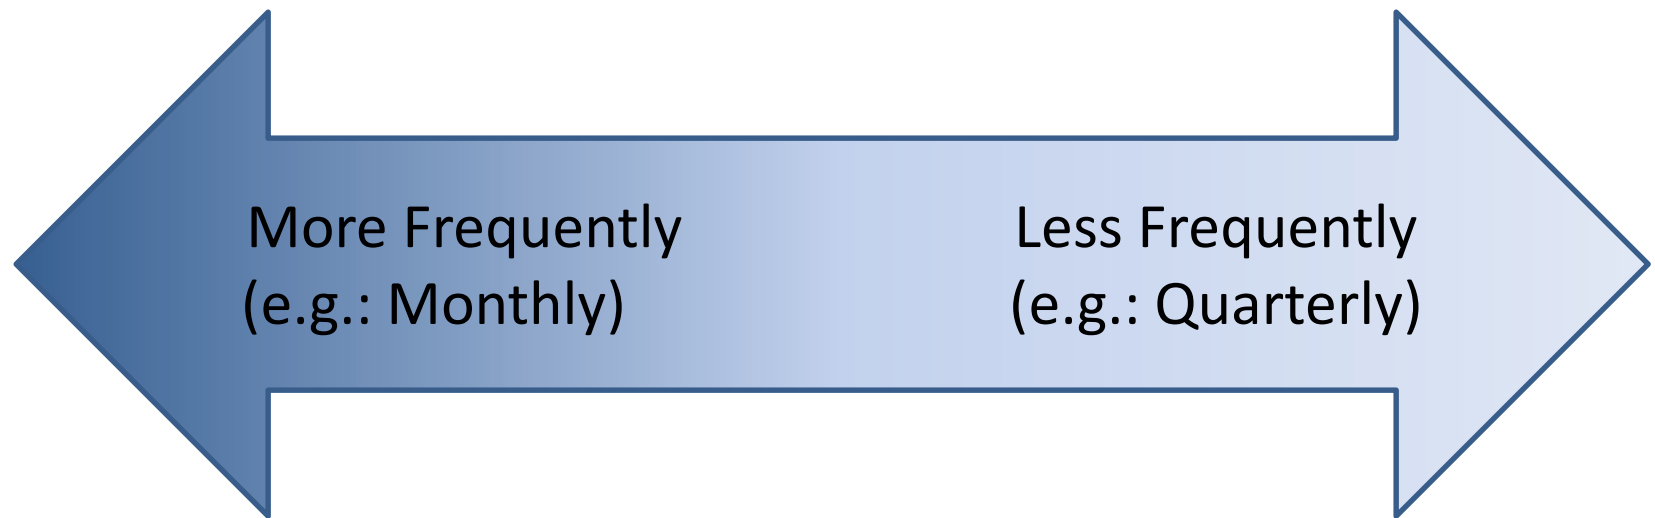 More Frequently
(e.g.: Monthly)
Less Frequently
(e.g.: Quarterly)